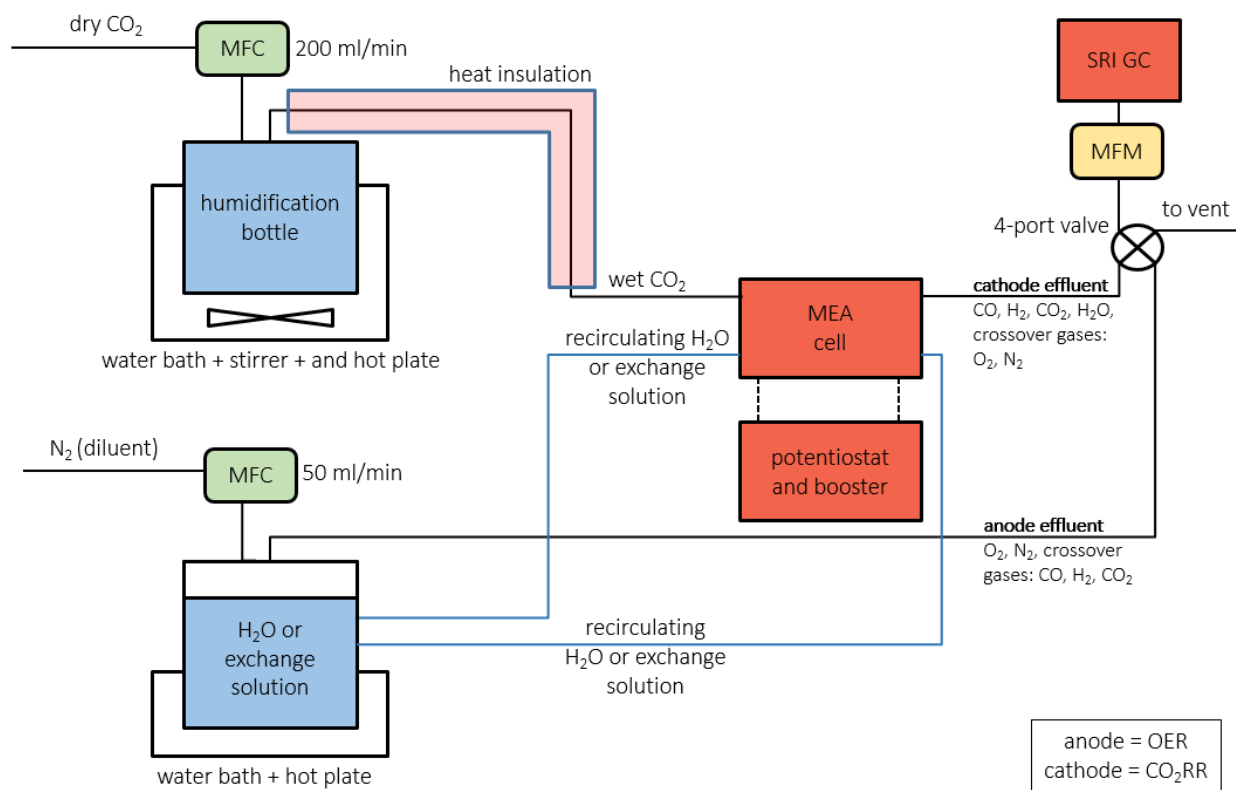 dry CO₂
MFC
200 ml/min
heat insulation
humidification
bottle
water bath + stirrer + and hot plate
wet CO₂
SRI GC
MFM
4-port valve
to vent
MEA
cell
cathode effluent
CO, H₂, CO₂, H₂O,
crossover gases:
O₂, N₂
recirculating H₂O
or exchange
solution
potentiostat
and booster
N₂ (diluent)
MFC
50 ml/min
anode effluent
O₂, N₂, crossover
gases: CO, H₂, CO₂
H₂O or
exchange
solution
recirculating
H₂O or exchange
solution
water bath + hot plate
anode = OER
cathode = CO₂RR